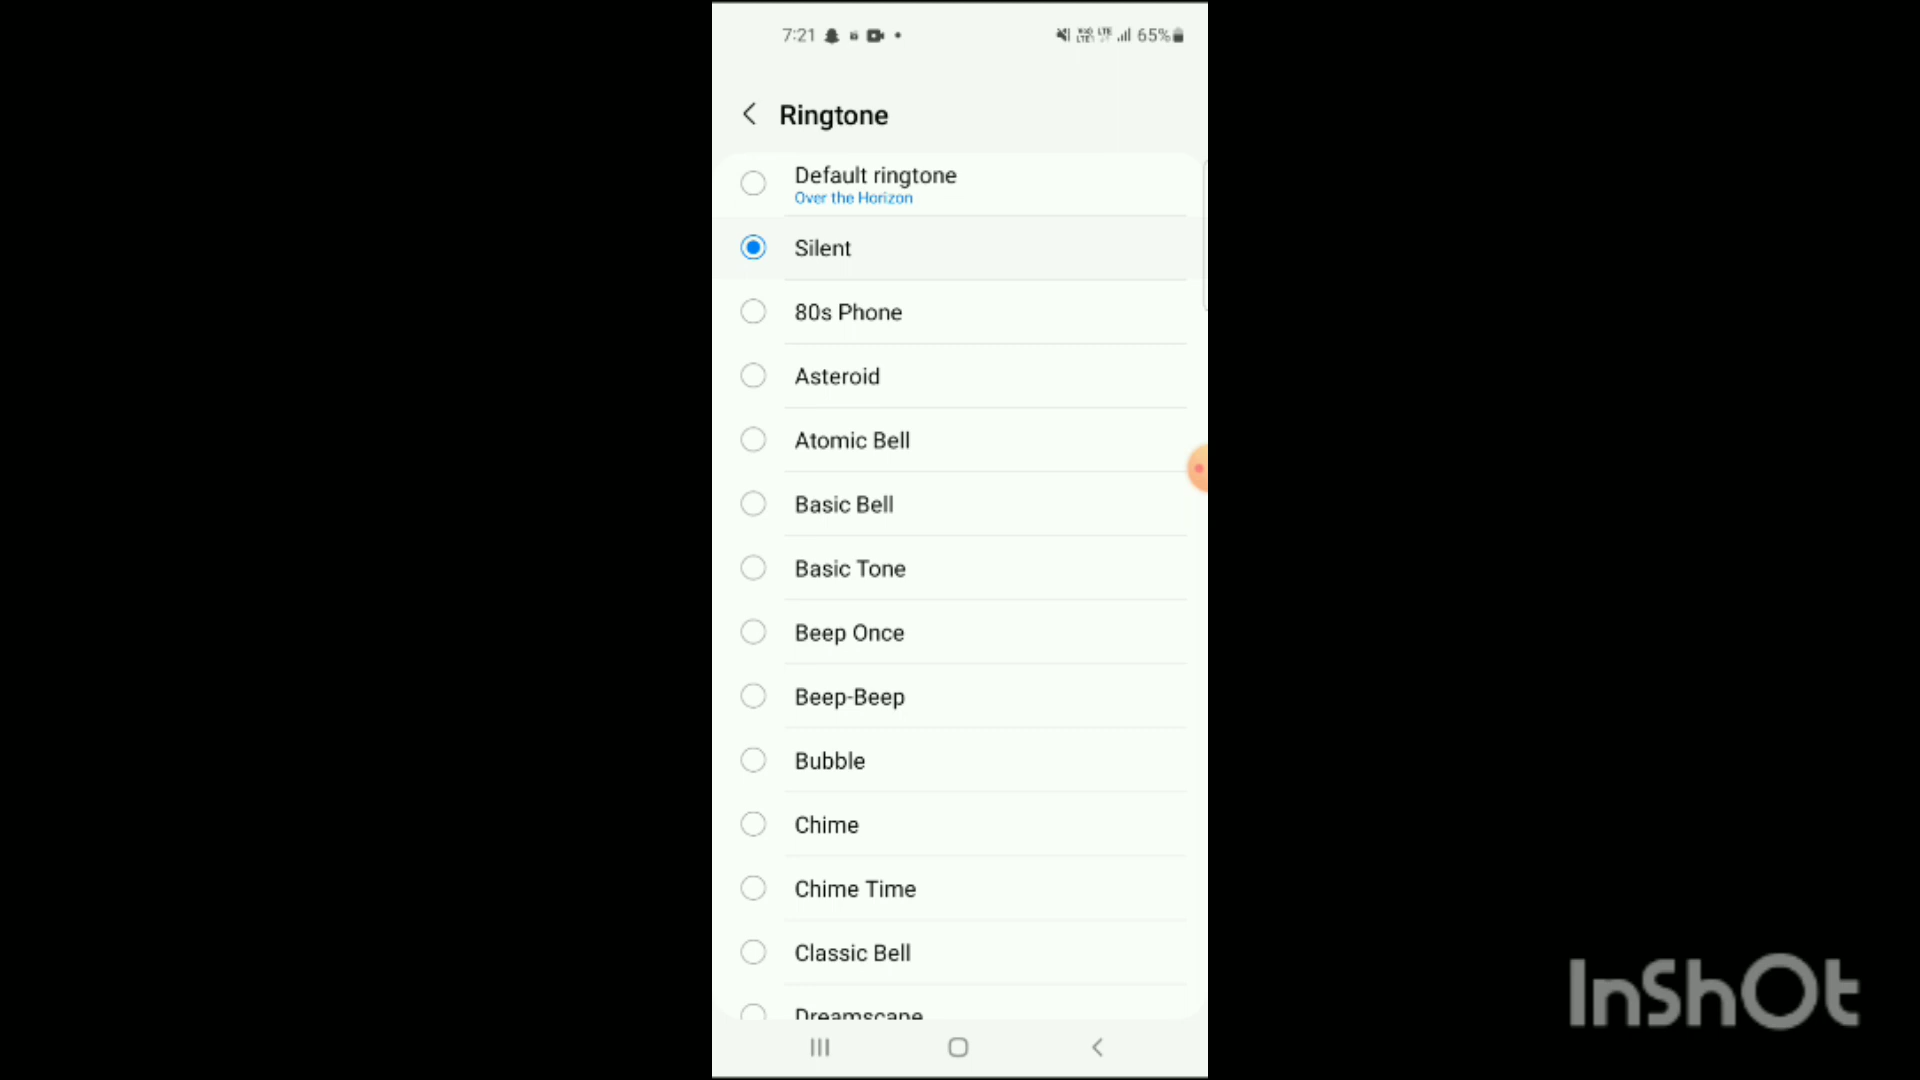 7:21
65%
Ringtone
Default ringtone
Over the Horizon
Silent
80s Phone
Asteroid
Atomic Bell
Basic Bell
Basic Tone
Beep Once
Beep-Beep
Bubble
Chime
Chime Time
Classic Bell
Dreamscape
InShOt